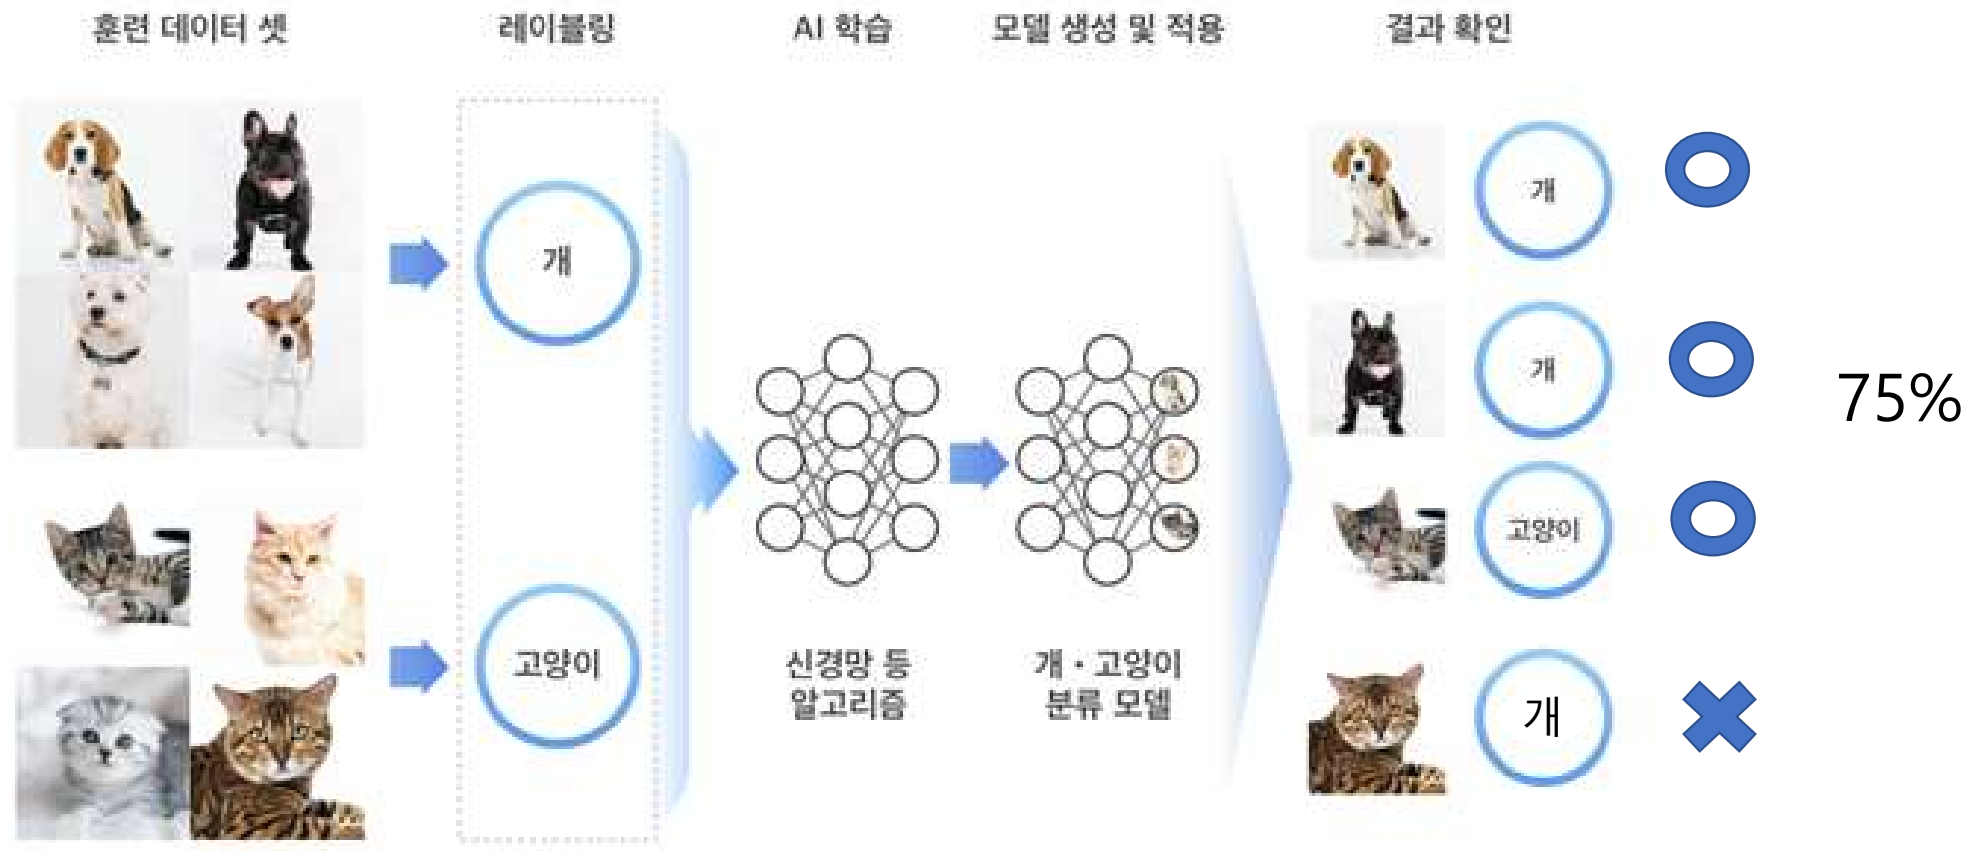 훈련 데이터 셋
레이블링
AI 학습
모델 생성 및 적용
결과 확인
개
고양이
신경망 등
알고리즘
개·고양이
분류 모델
개
개
고양이
개
75%